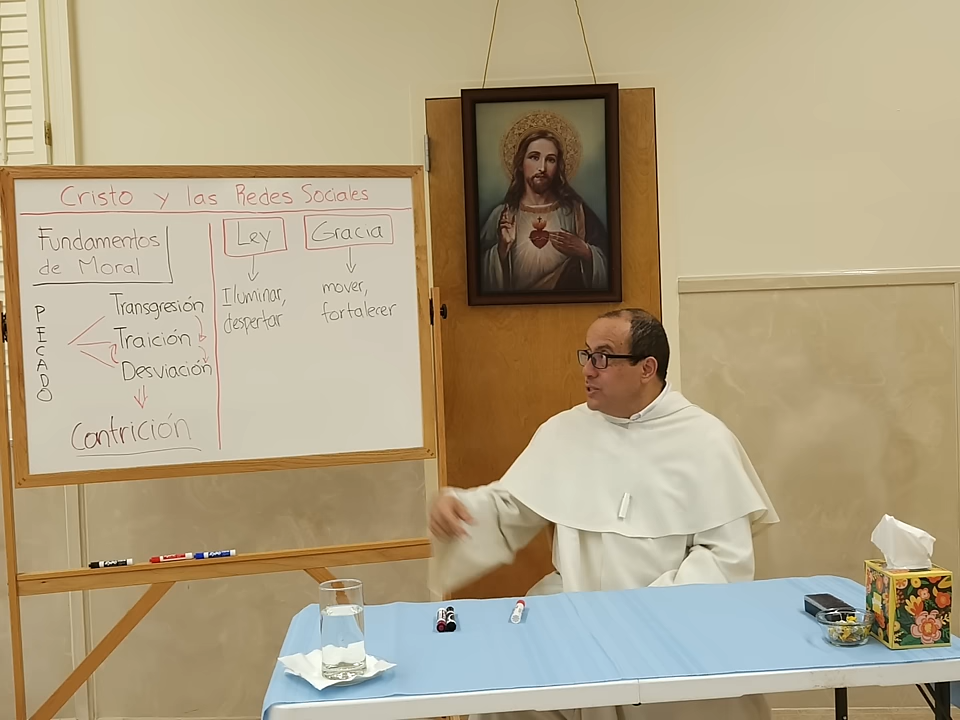 Cristo y las Redes Sociales
Fundamentos
de Moral
PECADO
Transgresión
Traición
Desviación
Contrición
Ley
Iluminar,
despertar
Gracia
mover,
fortalecer